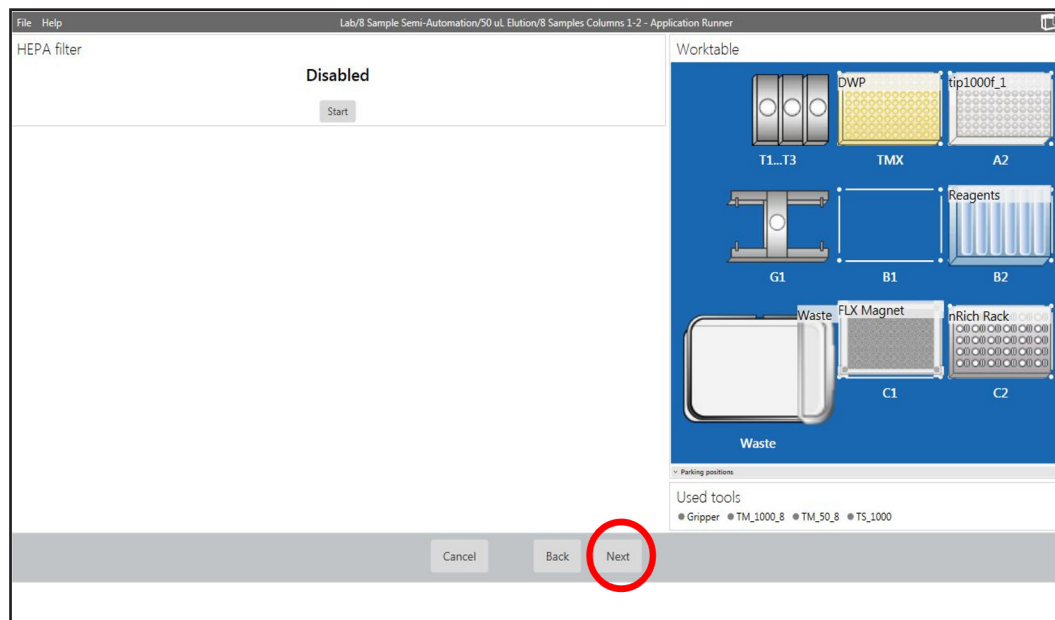 File Help
Lab/8 Sample Semi-Automation/50 uL Elution/8 Samples Columns 1-2 - Application Runner
HEPA filter
Disabled
Start
Worktable
DWP
tip1000f_1
T1...T3
TMX
A2
Reagents
G1
B1
B2
Waste
FLX Magnet
nRich Rack
C1
C2
Waste
Parking positions
Used tools
Gripper TM_1000_8 TM_50_8 TS_1000
Cancel
Back
Next